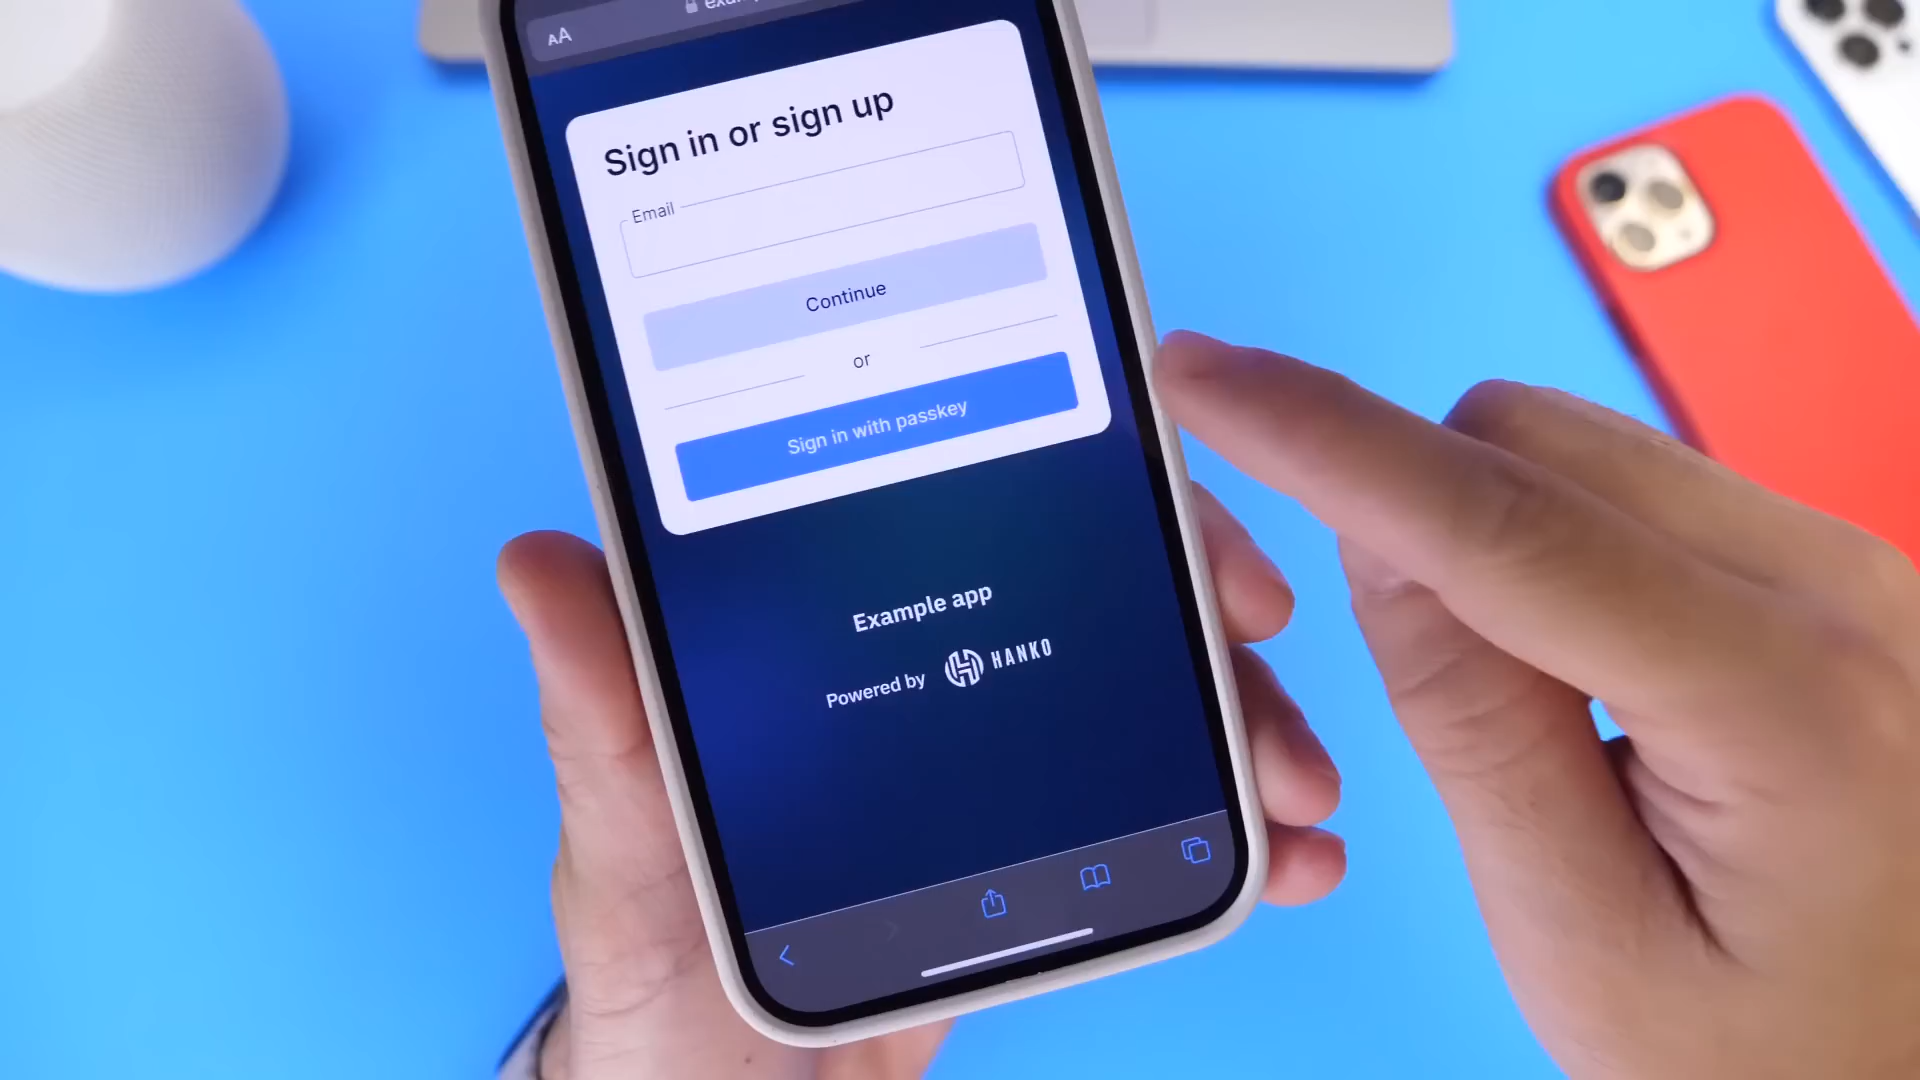 AA
Sign in or sign up
Email
Continue
or
Sign in with passkey
Example app
Powered by HANKO